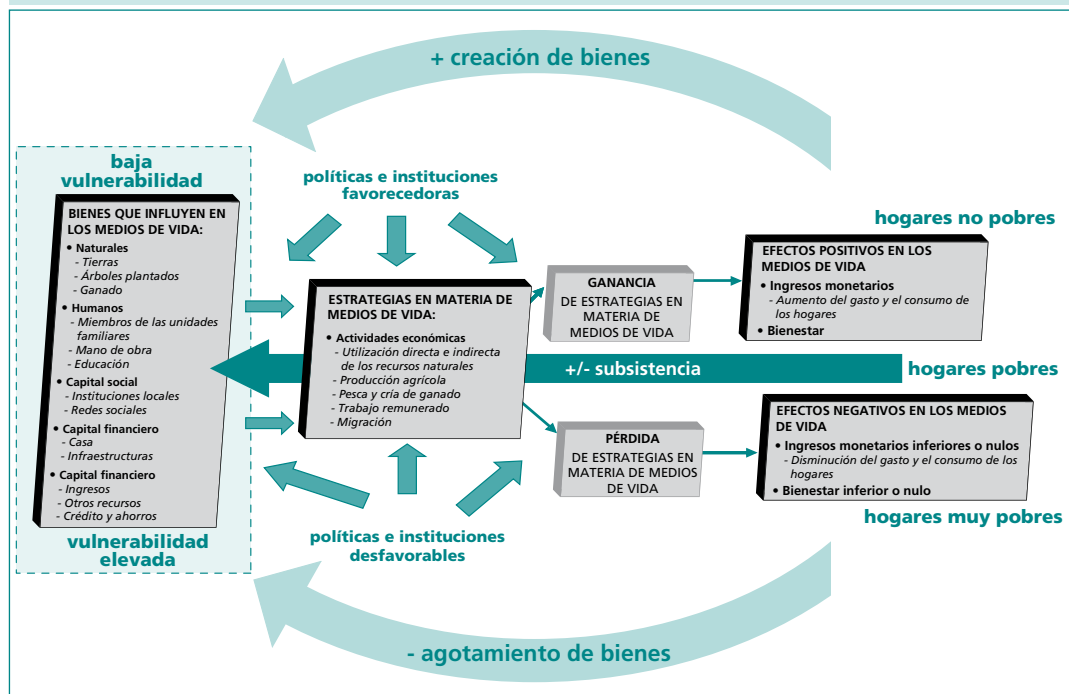 + creación de bienes
baja
vulnerabilidad
BIENES QUE INFLUYEN EN
LOS MEDIOS DE VIDA:
• Naturales
- Tierras
- Árboles plantados
- Ganado
• Humanos
- Miembros de las unidades
familiares
- Mano de obra
- Educación
• Capital social
- Instituciones locales
- Redes sociales
• Capital financiero
- Casa
- Infraestructuras
• Capital financiero
- Ingresos
- Otros recursos
- Crédito y ahorros
vulnerabilidad
elevada
políticas e instituciones
favorecedoras
ESTRATEGIAS EN MATERIA DE
MEDIOS DE VIDA:
• Actividades económicas
- Utilización directa e indirecta
de los recursos naturales
- Producción agrícola
- Pesca y cría de ganado
- Trabajo remunerado
- Migración
políticas e instituciones
desfavorables
GANANCIA
DE ESTRATEGIAS EN
MATERIA DE
MEDIOS DE VIDA
+/- subsistencia
PÉRDIDA
DE ESTRATEGIAS EN
MATERIA DE MEDIOS
DE VIDA
hogares no pobres
EFECTOS POSITIVOS EN LOS
MEDIOS DE VIDA
• Ingresos monetarios
- Aumento del gasto y el consumo de
los hogares
• Bienestar
hogares pobres
EFECTOS NEGATIVOS EN LOS MEDIOS
DE VIDA
• Ingresos monetarios inferiores o nulos
- Disminución del gasto y el consumo de los
hogares
• Bienestar inferior o nulo
hogares muy pobres
- agotamiento de bienes